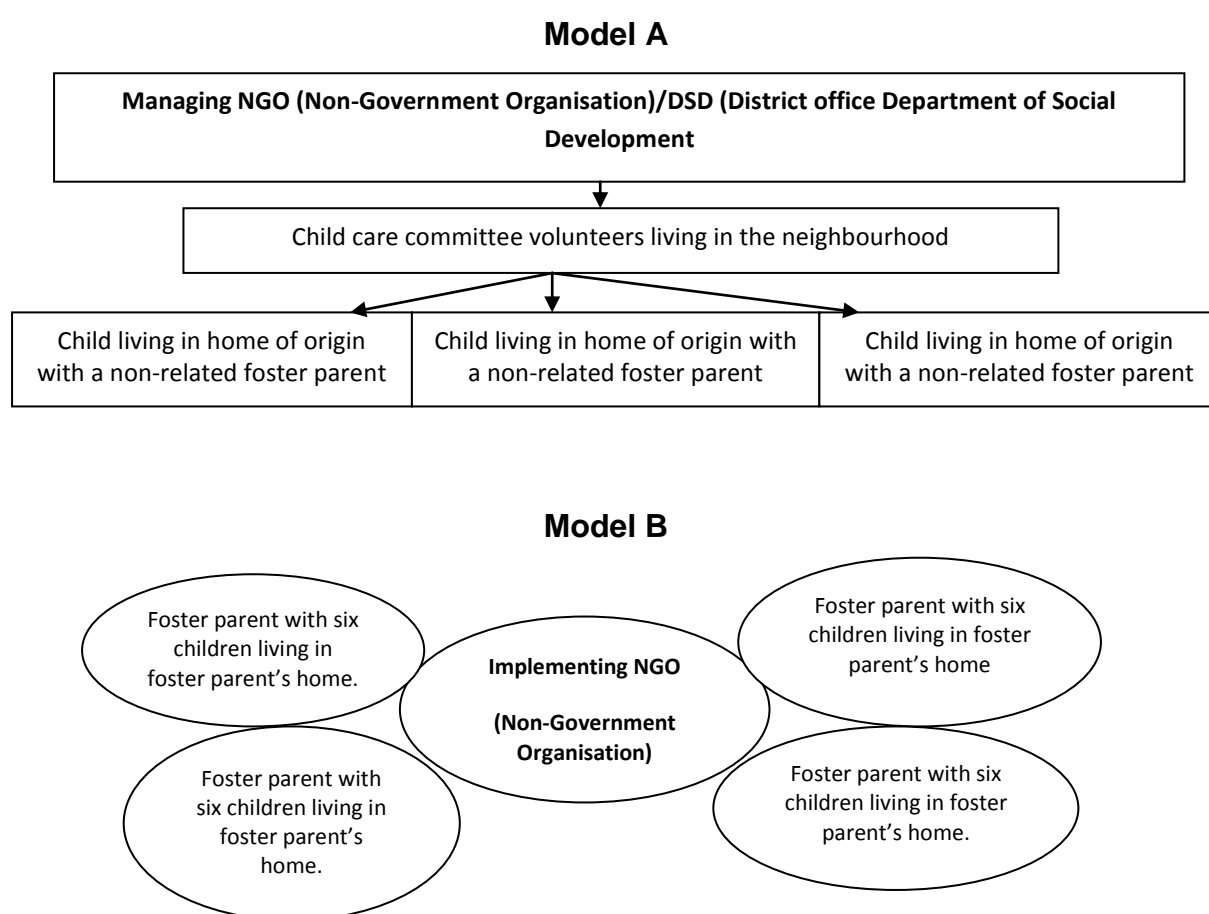 Model A
Managing NGO (Non-Government Organisation)/DSD (District office Department of Social
Development
Child care committee volunteers living in the neighbourhood
Child living in home of origin
with a non-related foster parent
Child living in home of origin with
a non-related foster parent
Child living in home of origin
with a non-related foster parent
Model B
Foster parent with six
children living in
foster parent’s home.
Implementing NGO
(Non-Government
Organisation)
Foster parent with six
children living in foster
parent’s home
Foster parent with
six children living in
foster parent’s
home.
Foster parent with six
children living in foster
parent’s home.